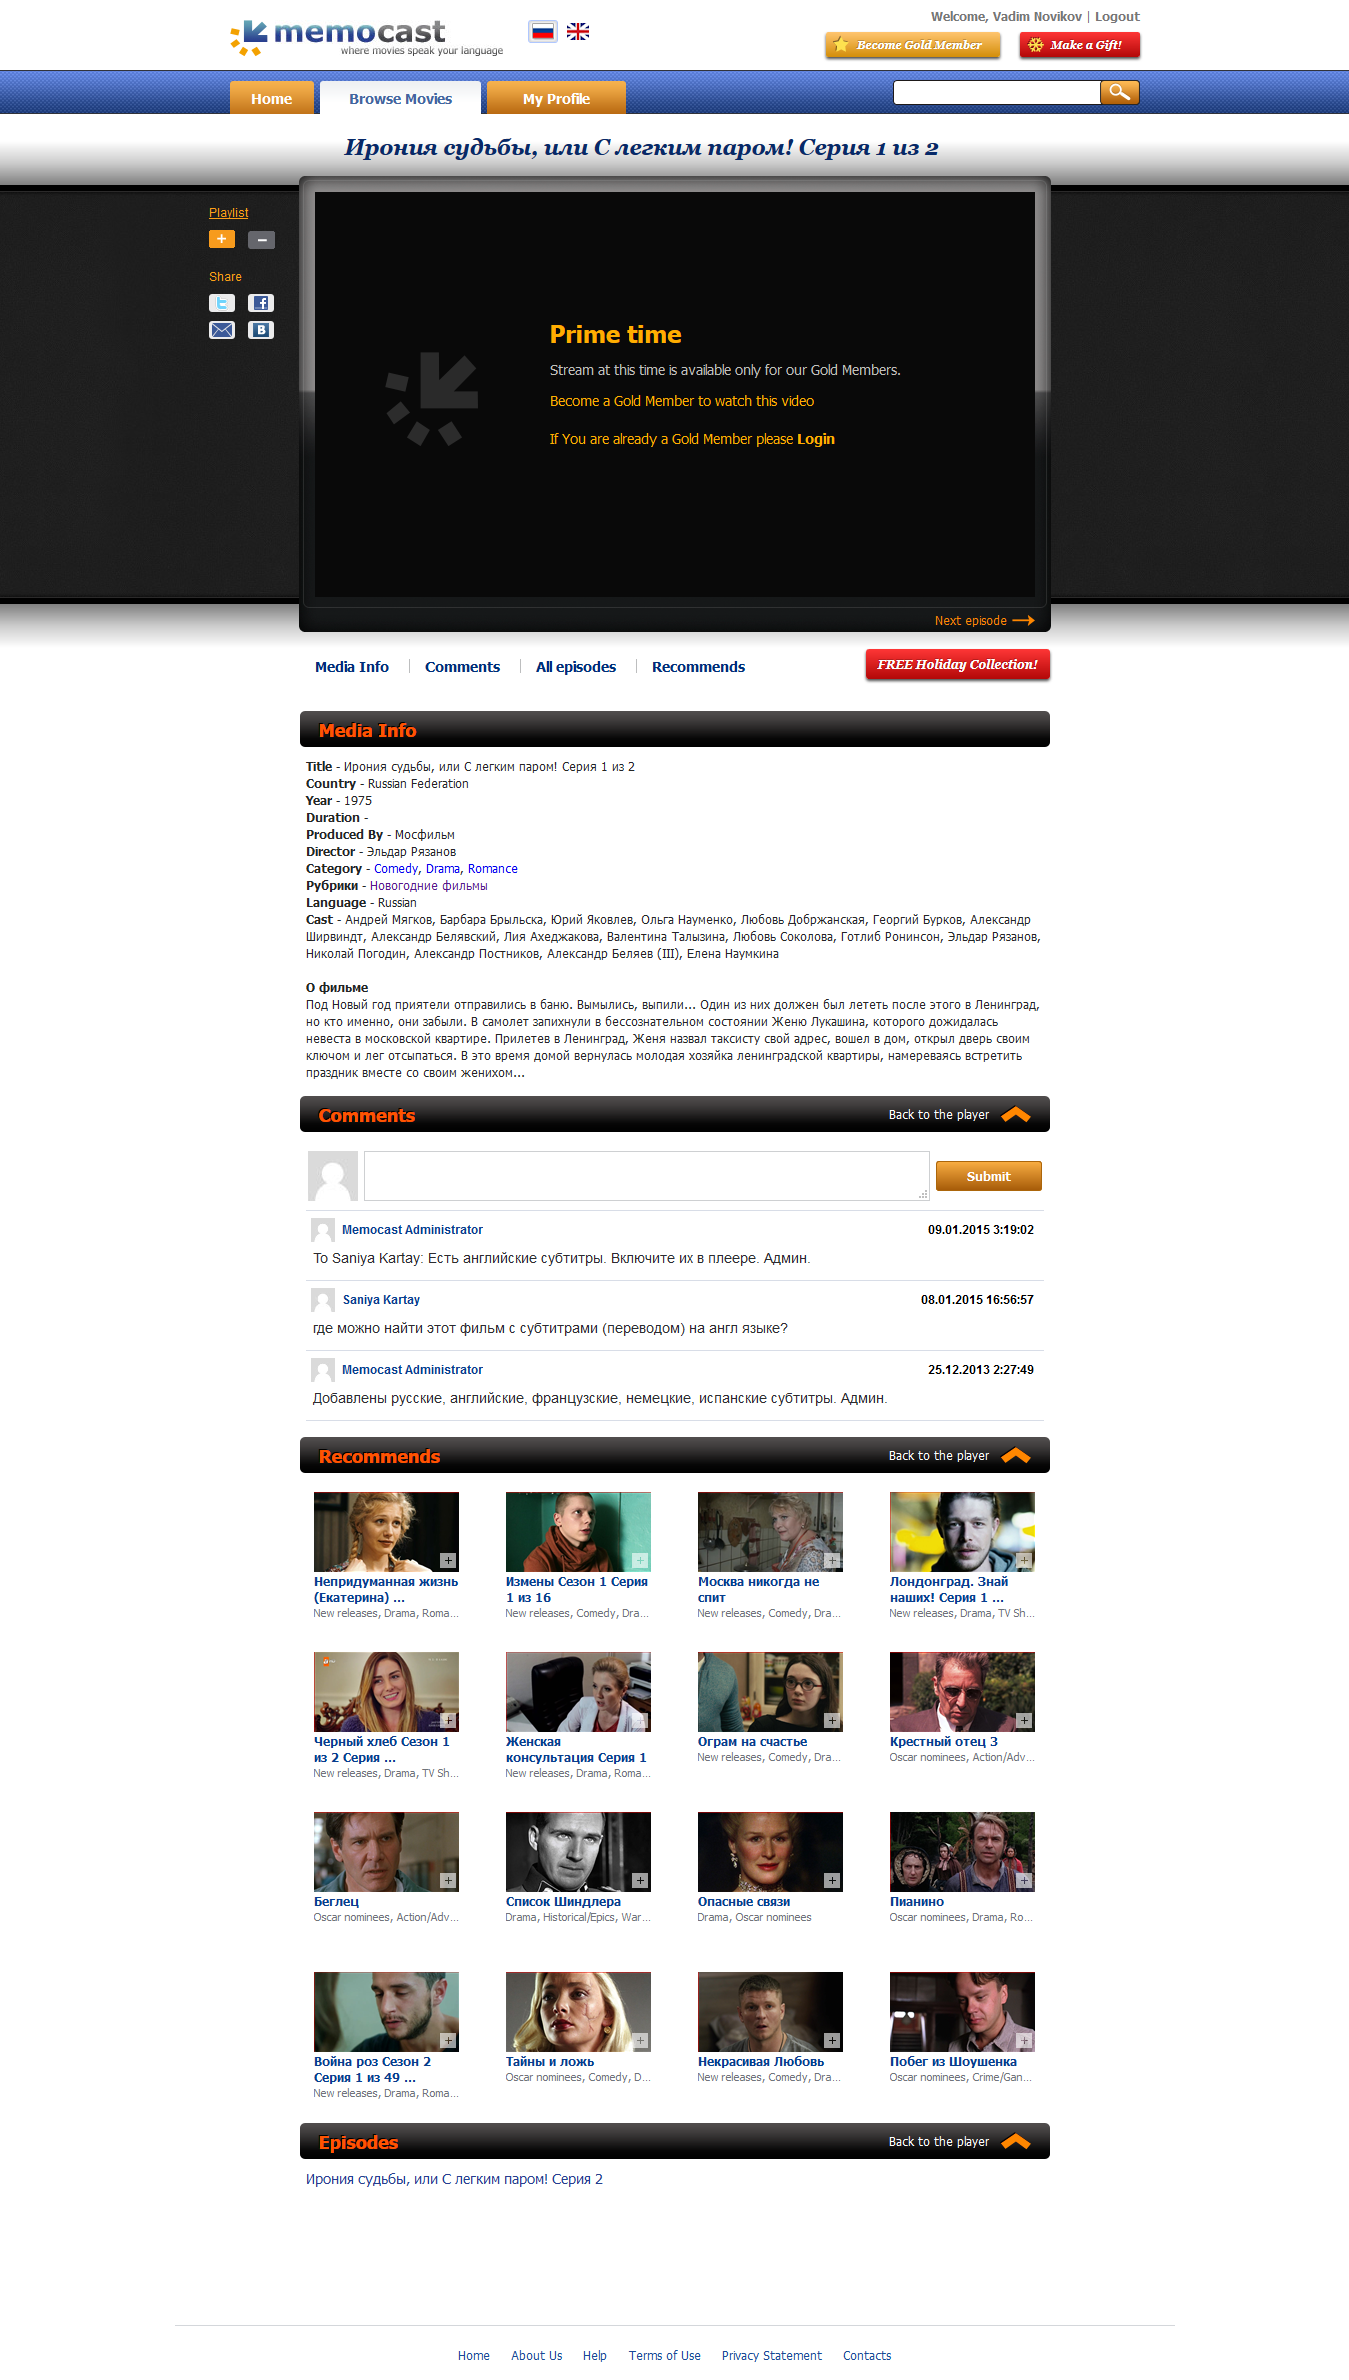 memocast
where movies speak your language
Welcome, Vadim Novikov | Logout
Become Gold Member
Make a Gift!
Home
Browse Movies
My Profile
Ирония судьбы, или С легким паром! Серия 1 из 2
Playlist
Share
Prime time
Stream at this time is available only for our Gold Members.
Become a Gold Member to watch this video
If You are already a Gold Member please Login
Next episode
Media Info
Comments
All episodes
Recommends
FREE Holiday Collection!
Media Info
Title - Ирония судьбы, или С легким паром! Серия 1 из 2
Country - Russian Federation
Year - 1975
Duration -
Produced By - Мосфильм
Director - Эльдар Рязанов
Category - Comedy, Drama, Romance
Рубрики - Новогодние фильмы
Language - Russian
Cast - Андрей Мягков, Барбара Брыльска, Юрий Яковлев, Ольга Науменко, Любовь Добржанская, Георгий Бурков, Александр
Ширвиндт, Александр Белявский, Лия Ахеджакова, Валентина Талызина, Любовь Соколова, Готлиб Ронинсон, Эльдар Рязанов,
Николай Погодин, Александр Постников, Александр Беляев (III), Елена Наумкина
О фильме
Под Новый год приятели отправились в баню. Вымылись, выпили... Один из них должен был лететь после этого в Ленинград,
но кто именно, они забыли. В самолет запихнули в бессознательном состоянии Женю Лукашина, которого дожидалась
невеста в московской квартире. Прилетев в Ленинград, Женя назвал таксисту свой адрес, вошел в дом, открыл дверь своим
ключом и лег отсыпаться. В это время домой вернулась молодая хозяйка ленинградской квартиры, намереваясь встретить
праздник вместе со своим женихом...
Comments
Back to the player
Submit
Memocast Administrator
09.01.2015 3:19:02
To Saniya Kartay: Есть английские субтитры. Включите их в плеере. Админ.
Saniya Kartay
08.01.2015 16:56:57
где можно найти этот фильм с субтитрами (переводом) на англ языке?
Memocast Administrator
25.12.2013 2:27:49
Добавлены русские, английские, французские, немецкие, испанские субтитры. Админ.
Recommends
Back to the player
Непридуманная жизнь
(Екатерина) ...
New releases, Drama, Roma...
Измены Сезон 1 Серия
1 из 16
New releases, Comedy, Dra...
Москва никогда не
спит
New releases, Comedy, Dra...
Лондонград. Знай
наших! Серия 1 ...
New releases, Drama, TV Sh...
Черный хлеб Сезон 1
из 2 Серия ...
New releases, Drama, TV Sh...
Женская
консультация Серия 1
New releases, Drama, Roma...
Ограм на счастье
New releases, Comedy, Dra...
Крестный отец 3
Oscar nominees, Action/Adv...
Беглец
Oscar nominees, Action/Adv...
Список Шиндлера
Drama, Historical/Epics, War...
Опасные связи
Drama, Oscar nominees
Пианино
Oscar nominees, Drama, Ro...
Война роз Сезон 2
Серия 1 из 49 ...
New releases, Drama, Roma...
Тайны и ложь
Oscar nominees, Comedy, D...
Некрасивая Любовь
New releases, Comedy, Dra...
Побег из Шоушенка
Oscar nominees, Crime/Gan...
Episodes
Back to the player
Ирония судьбы, или С легким паром! Серия 2
Home
About Us
Help
Terms of Use
Privacy Statement
Contacts